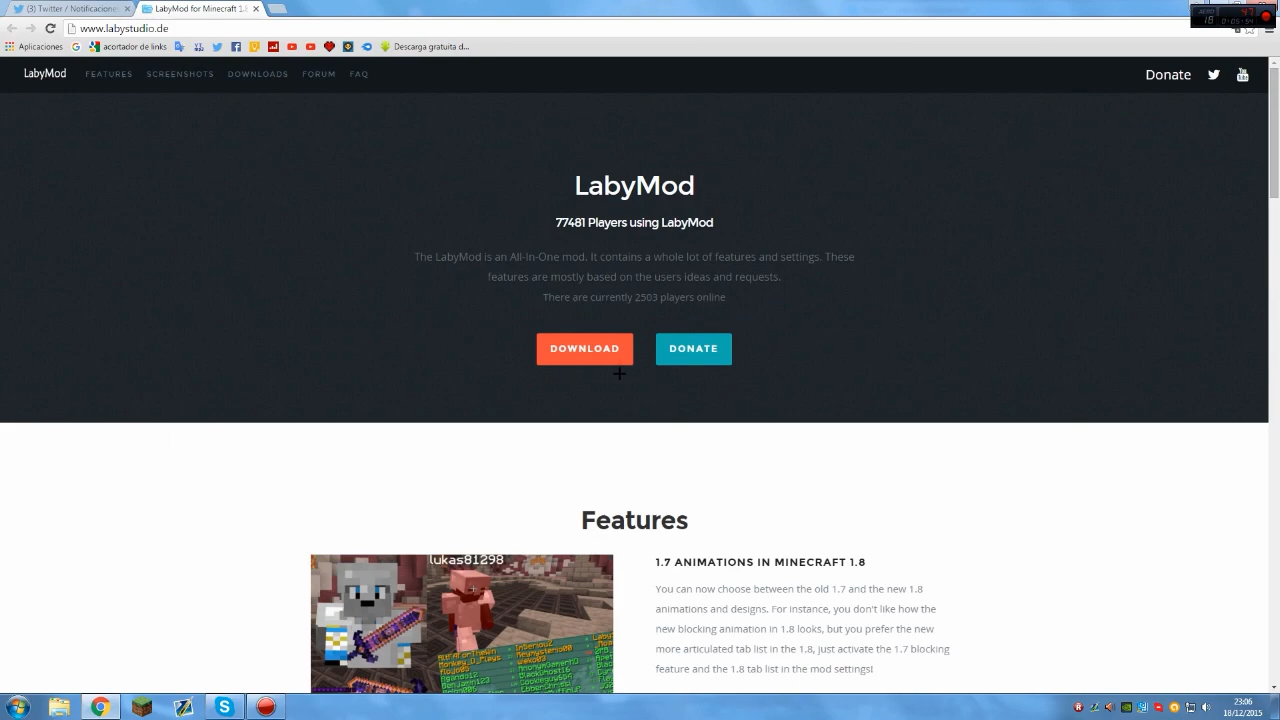 (3) Twitter / Notificaciones
LabyMod for Minecraft 1.8
www.labystudio.de
Aplicaciones
Acortador de links
Descarga gratuita d...
LabyMod
FEATURES
SCREENSHOTS
DOWNLOADS
FORUM
FAQ
Donate
LabyMod
77481 Players using LabyMod
The LabyMod is an All-In-One mod. It contains a whole lot of features and settings. These
features are mostly based on the users ideas and requests.
There are currently 2503 players online
DOWNLOAD
DONATE
Features
lukas81298
1.7 ANIMATIONS IN MINECRAFT 1.8
You can now choose between the old 1.7 and the new 1.8
animations and designs. For instance, you don't like how the
new blocking animation in 1.8 looks, but you prefer the new
more articulated tab list in the 1.8, just activate the 1.7 blocking
feature and the 1.8 tab list in the mod settings!
23:06
18/12/2015